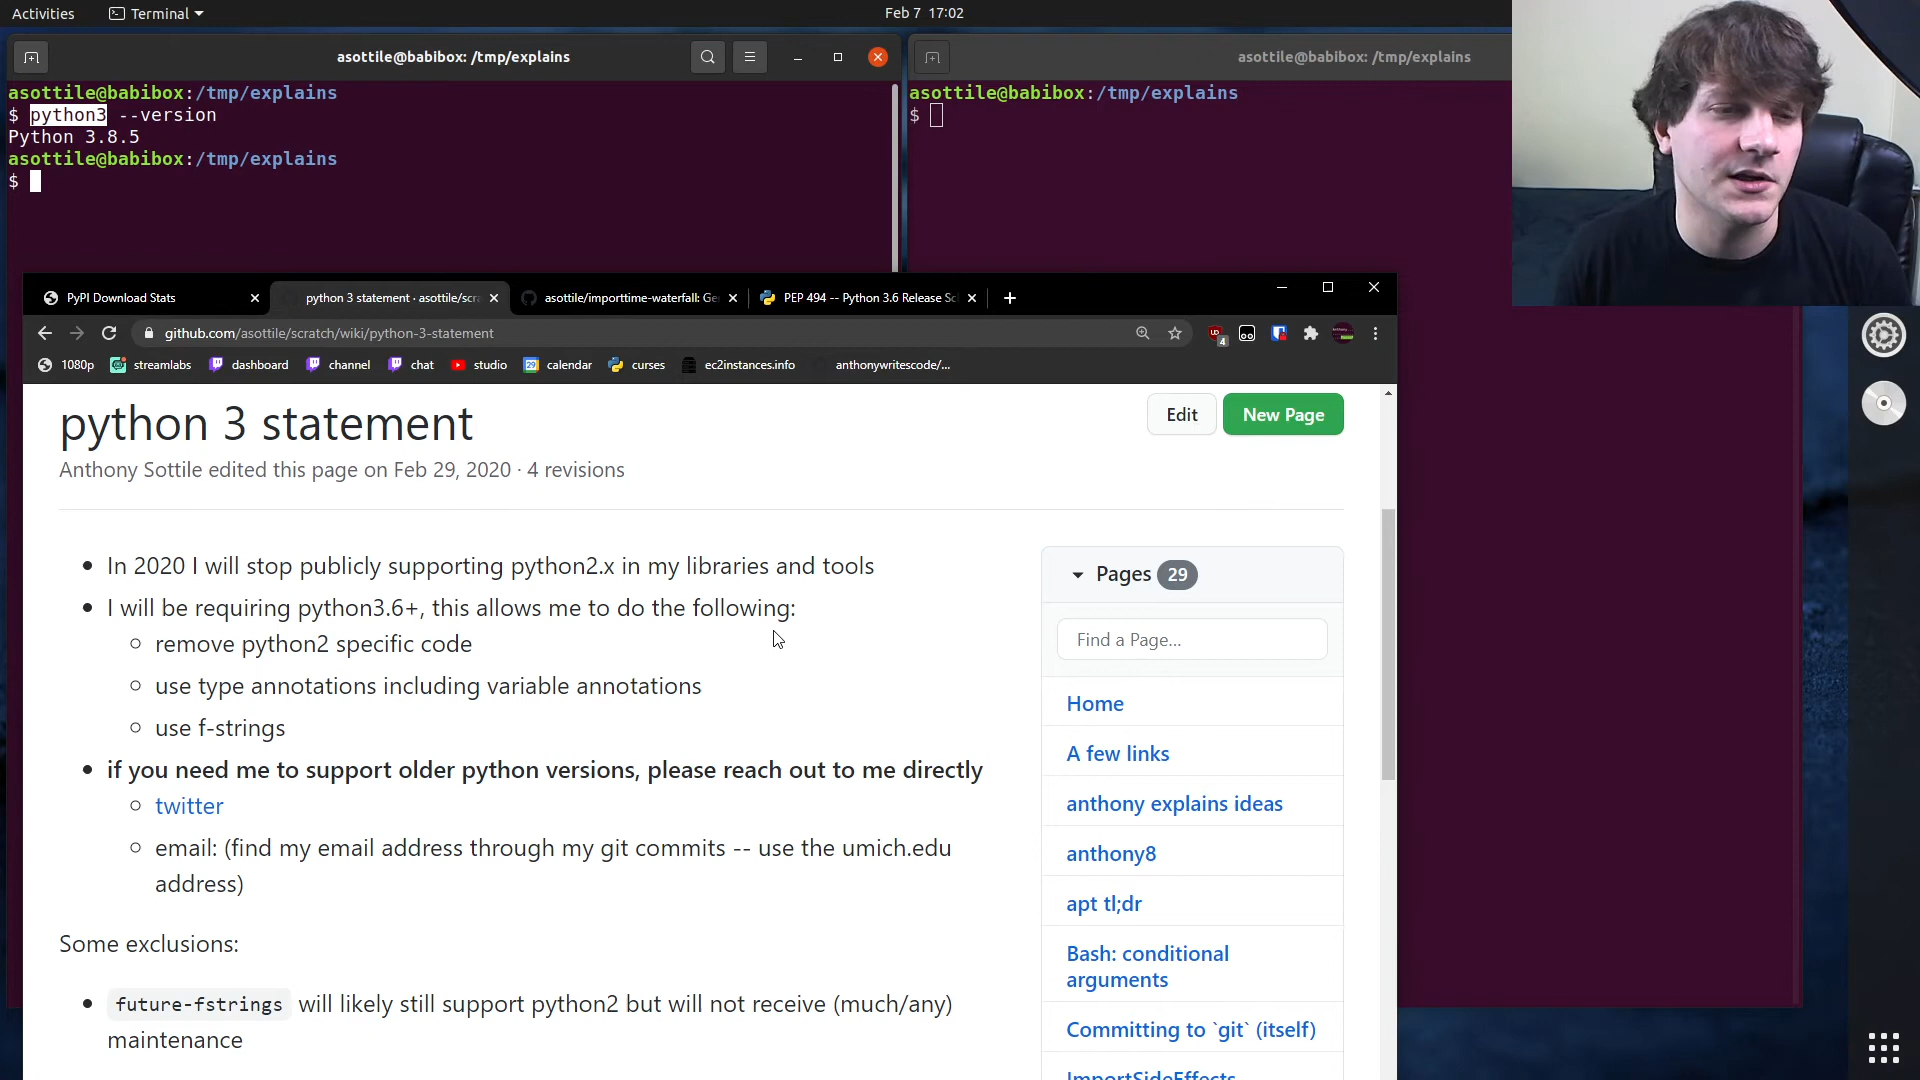 Activities
Terminal
Feb 7 17:02
asottile@babibox: /tmp/explains
asottile@babibox: /tmp/explains
asottile@babibox:/tmp/explains
$ python3 --version
Python 3.8.5
asottile@babibox:/tmp/explains
$
asottile@babibox:/tmp/explains
$
PyPI Download Stats
python 3 statement · asottile/scra
asottile/importtime-waterfall: Ge
PEP 494 -- Python 3.6 Release Sc
github.com/asottile/scratch/wiki/python-3-statement
4
1080p
streamlabs
dashboard
channel
chat
studio
calendar
curses
ec2instances.info
anthonywritescode/...
python 3 statement
Edit
New Page
Anthony Sottile edited this page on Feb 29, 2020 · 4 revisions
In 2020 I will stop publicly supporting python2.x in my libraries and tools
I will be requiring python3.6+, this allows me to do the following:
remove python2 specific code
use type annotations including variable annotations
use f-strings
if you need me to support older python versions, please reach out to me directly
twitter
email: (find my email address through my git commits -- use the umich.edu
address)
Some exclusions:
future-fstrings will likely still support python2 but will not receive (much/any)
maintenance
Pages 29
Find a Page...
Home
A few links
anthony explains ideas
anthony8
apt tl;dr
Bash: conditional
arguments
Committing to `git` (itself)
ImportSideEffects